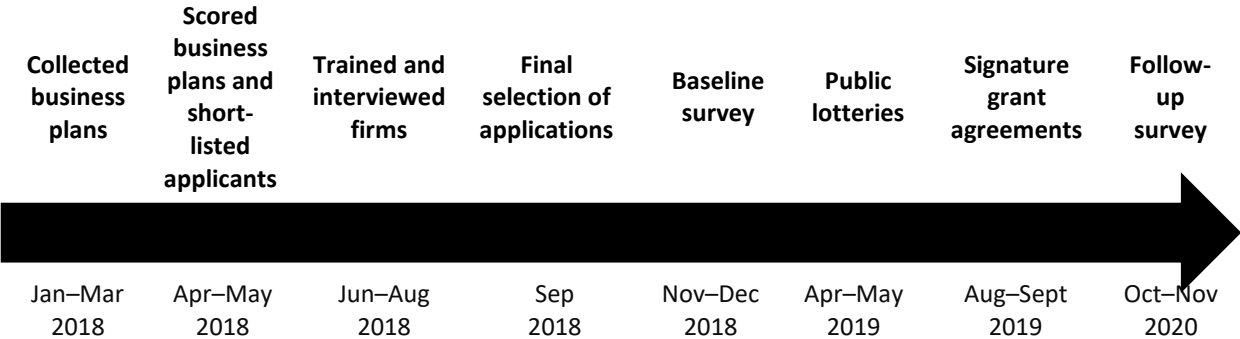 Collected
business
plans
Scored
business
plans and
short-
listed
applicants
Trained and
interviewed
firms
Final
selection of
applications
Baseline
survey
Public
lotteries
Signature
grant
agreements
Follow-
up
survey
Jan–Mar
2018
Apr–May
2018
Jun–Aug
2018
Sep
2018
Nov–Dec
2018
Apr–May
2019
Aug–Sept
2019
Oct–Nov
2020